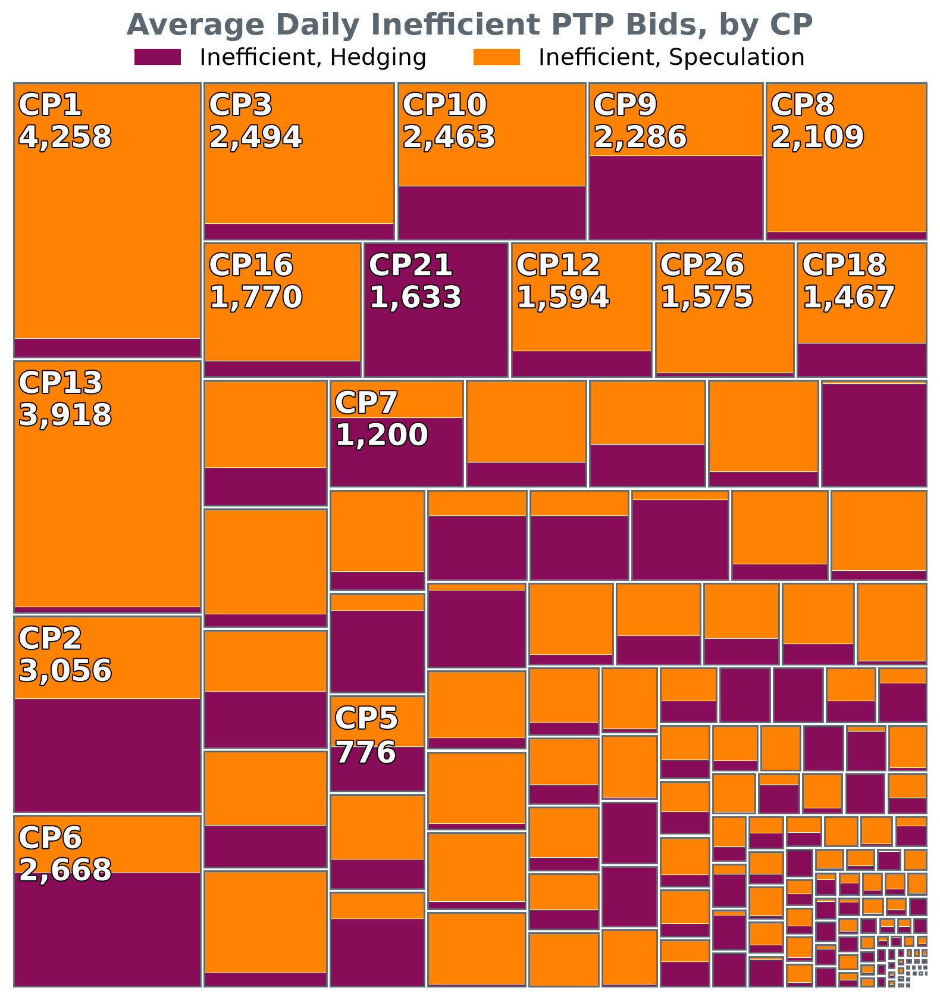 Average Daily Inefficient PTP Bids, by CP
Inefficient, Hedging
Inefficient, Speculation
CP1
4,258
CP3
2,494
CP10
2,463
CP9
2,286
CP8
2,109
CP16
1,770
CP21
1,633
CP12
1,594
CP26
1,575
CP18
1,467
CP13
3,918
CP7
1,200
CP2
3,056
CP5
776
CP6
2,668